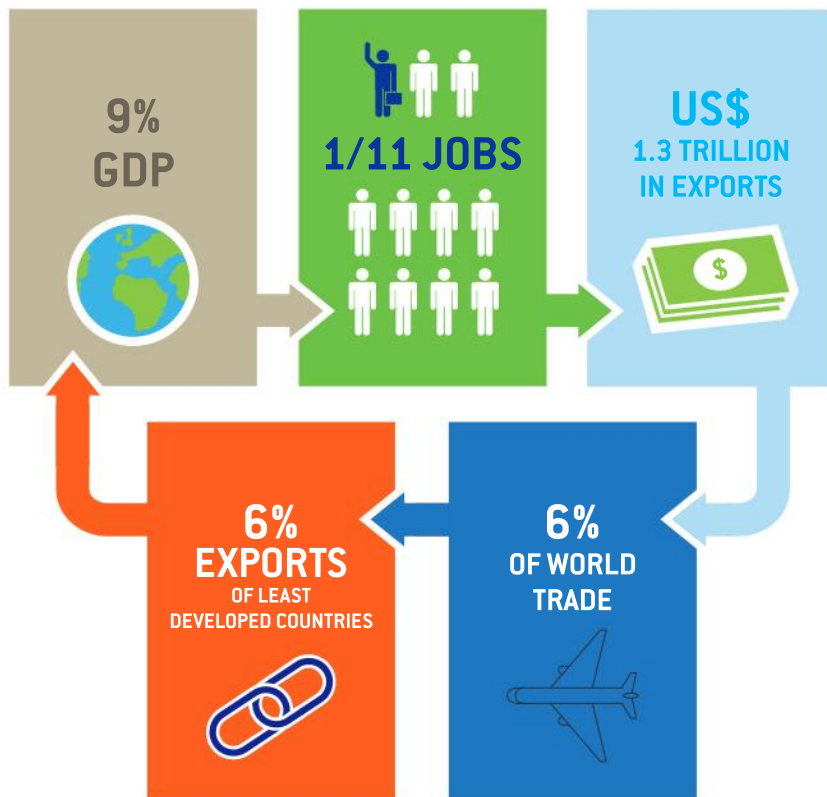 9%
GDP
1/11 JOBS
US$
1.3 TRILLION
IN EXPORTS
$
6%
OF WORLD
TRADE
6%
EXPORTS
OF LEAST
DEVELOPED COUNTRIES